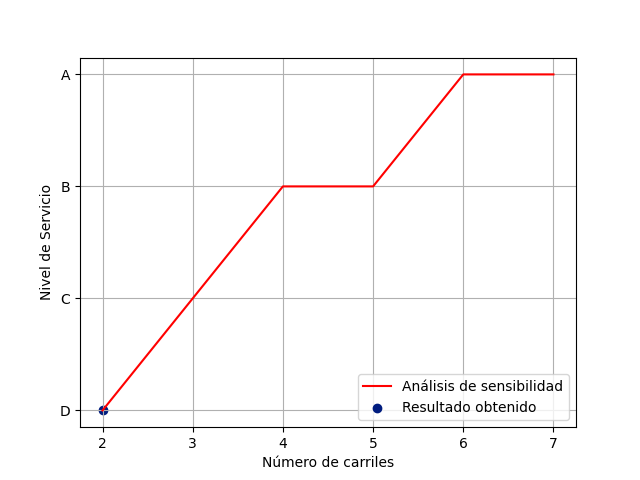 A
B
C
D
Nivel de Servicio
2 3 4 5 6 7
Número de carriles
Análisis de sensibilidad
Resultado obtenido